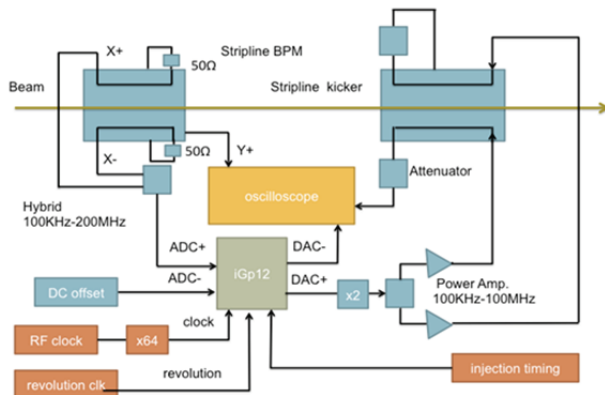 X+
Stripline BPM
50Ω
Beam
Stripline kicker
X-
50Ω
Y+
Attenuator
oscilloscope
Hybrid
100KHz-200MHz
ADC+
DAC-
ADC-
iGp12
DAC+
DC offset
x2
Power Amp.
100KHz-100MHz
clock
RF clock
x64
revolution clk
revolution
injection timing